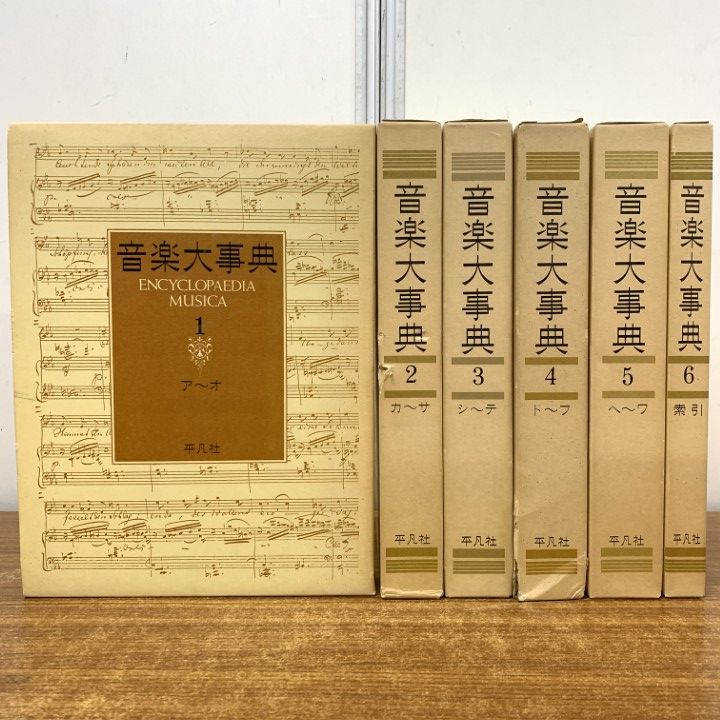 音楽大事典
ENCYCLOPAEDIA
MUSICA
1
ア〜オ
平凡社
音楽大事典
2
カ〜サ
平凡社
音楽大事典
3
シ〜テ
平凡社
音楽大事典
4
ト〜フ
平凡社
音楽大事典
5
ヘ〜ワ
平凡社
音楽大事典
6
索引
平凡社